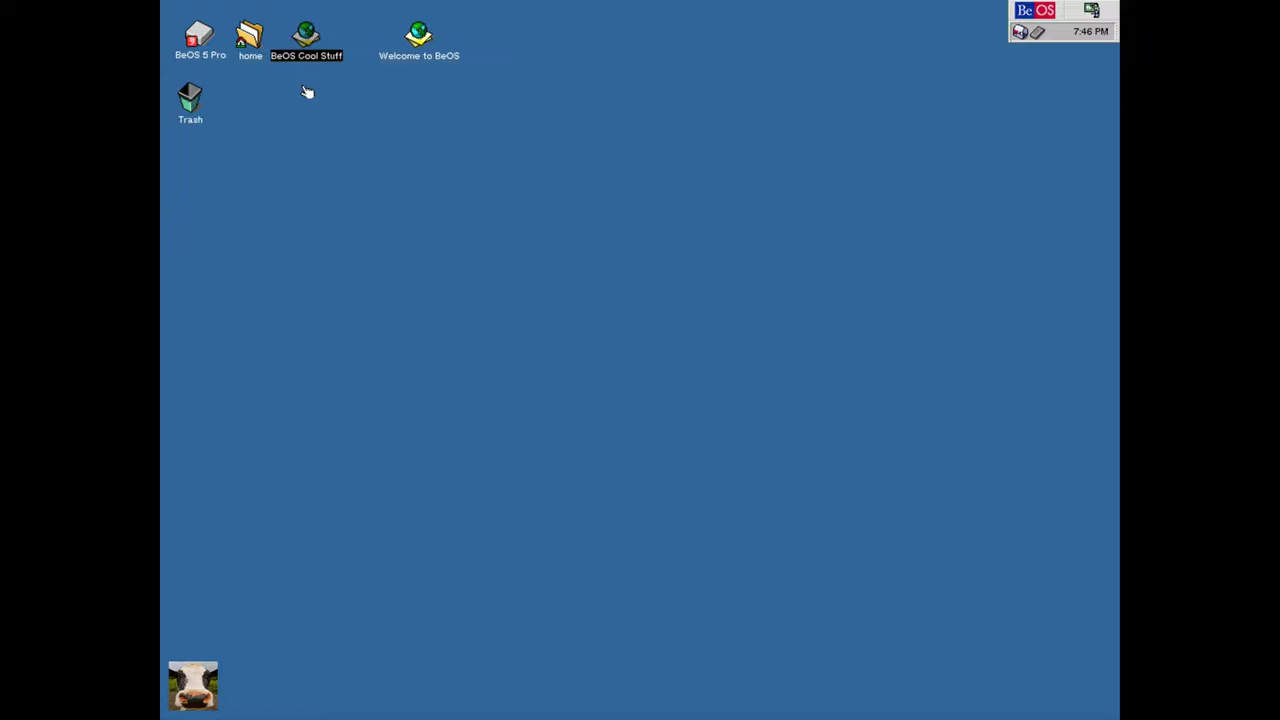 Be OS
7:46 PM
BeOS 5 Pro
home
BeOS Cool Stuff
Welcome to BeOS
Trash